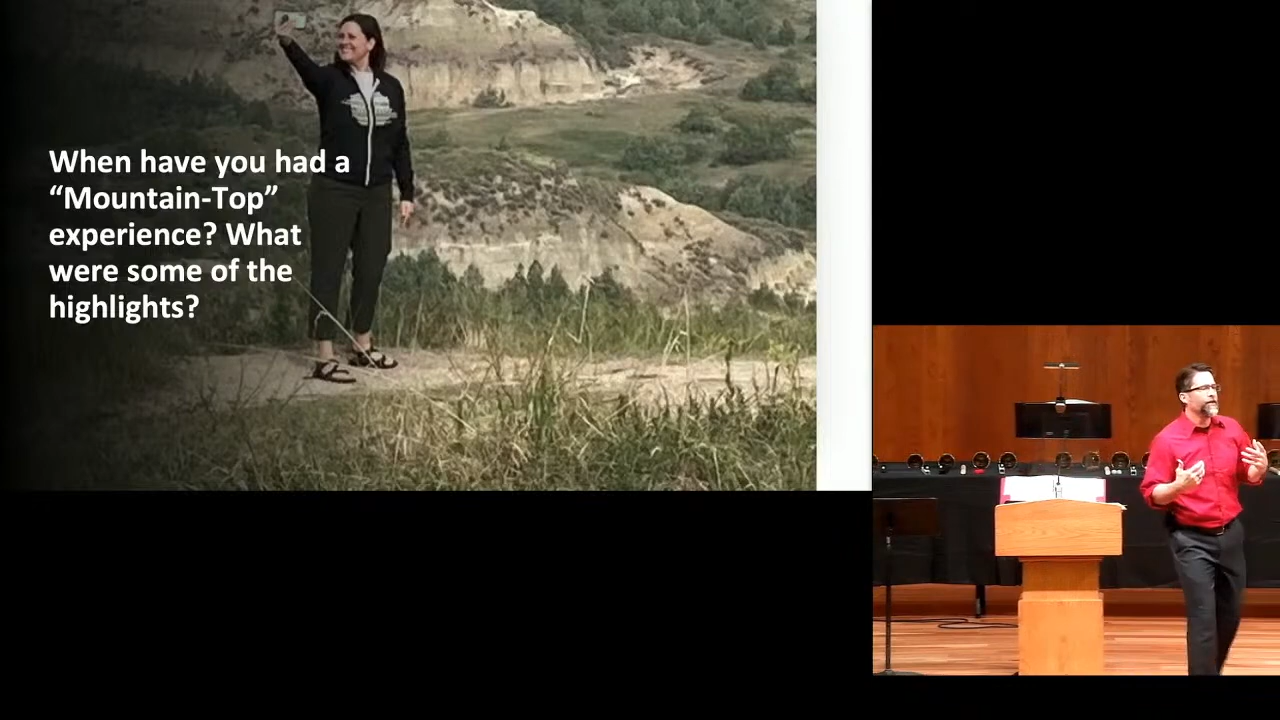 When have you had a
“Mountain-Top”
experience? What
were some of the
highlights?